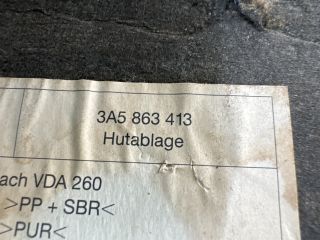 3A5 863 413
Hutablage
ach VDA 260
>PP + SBR<
>PUR<